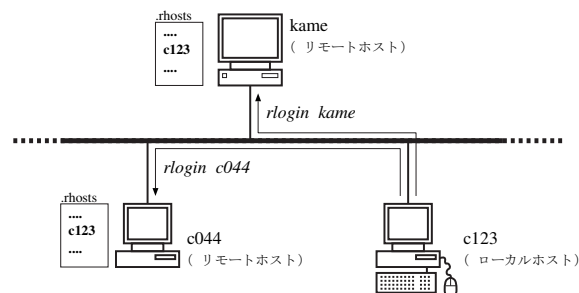 .rhosts
....
c123
....
kame
( リモートホスト)
rlogin kame
rlogin c044
.rhosts
....
c123
....
c044
( リモートホスト)
c123
( ローカルホスト)